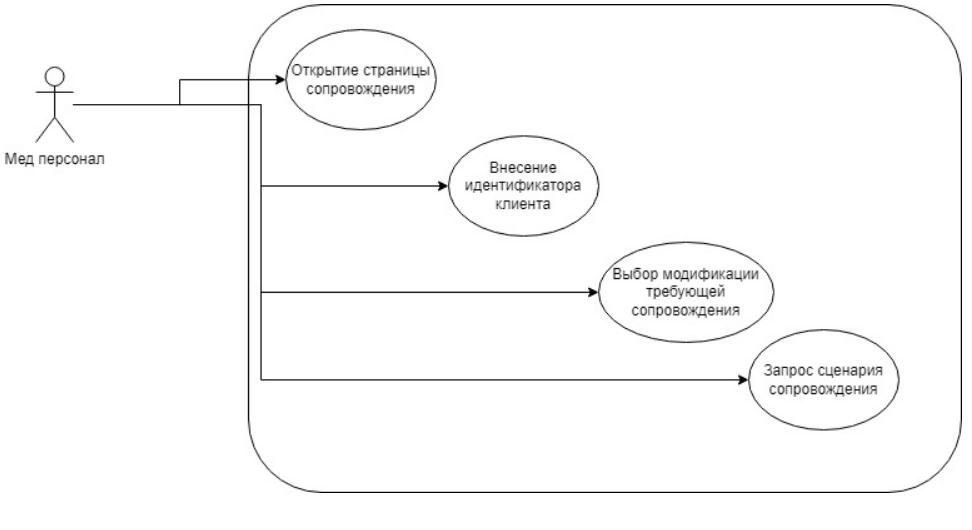 Открытие страницы
сопровождения
Мед персонал
Внесение
идентификатора
клиента
Выбор модификации
требующей
сопровождения
Запрос сценария
сопровождения